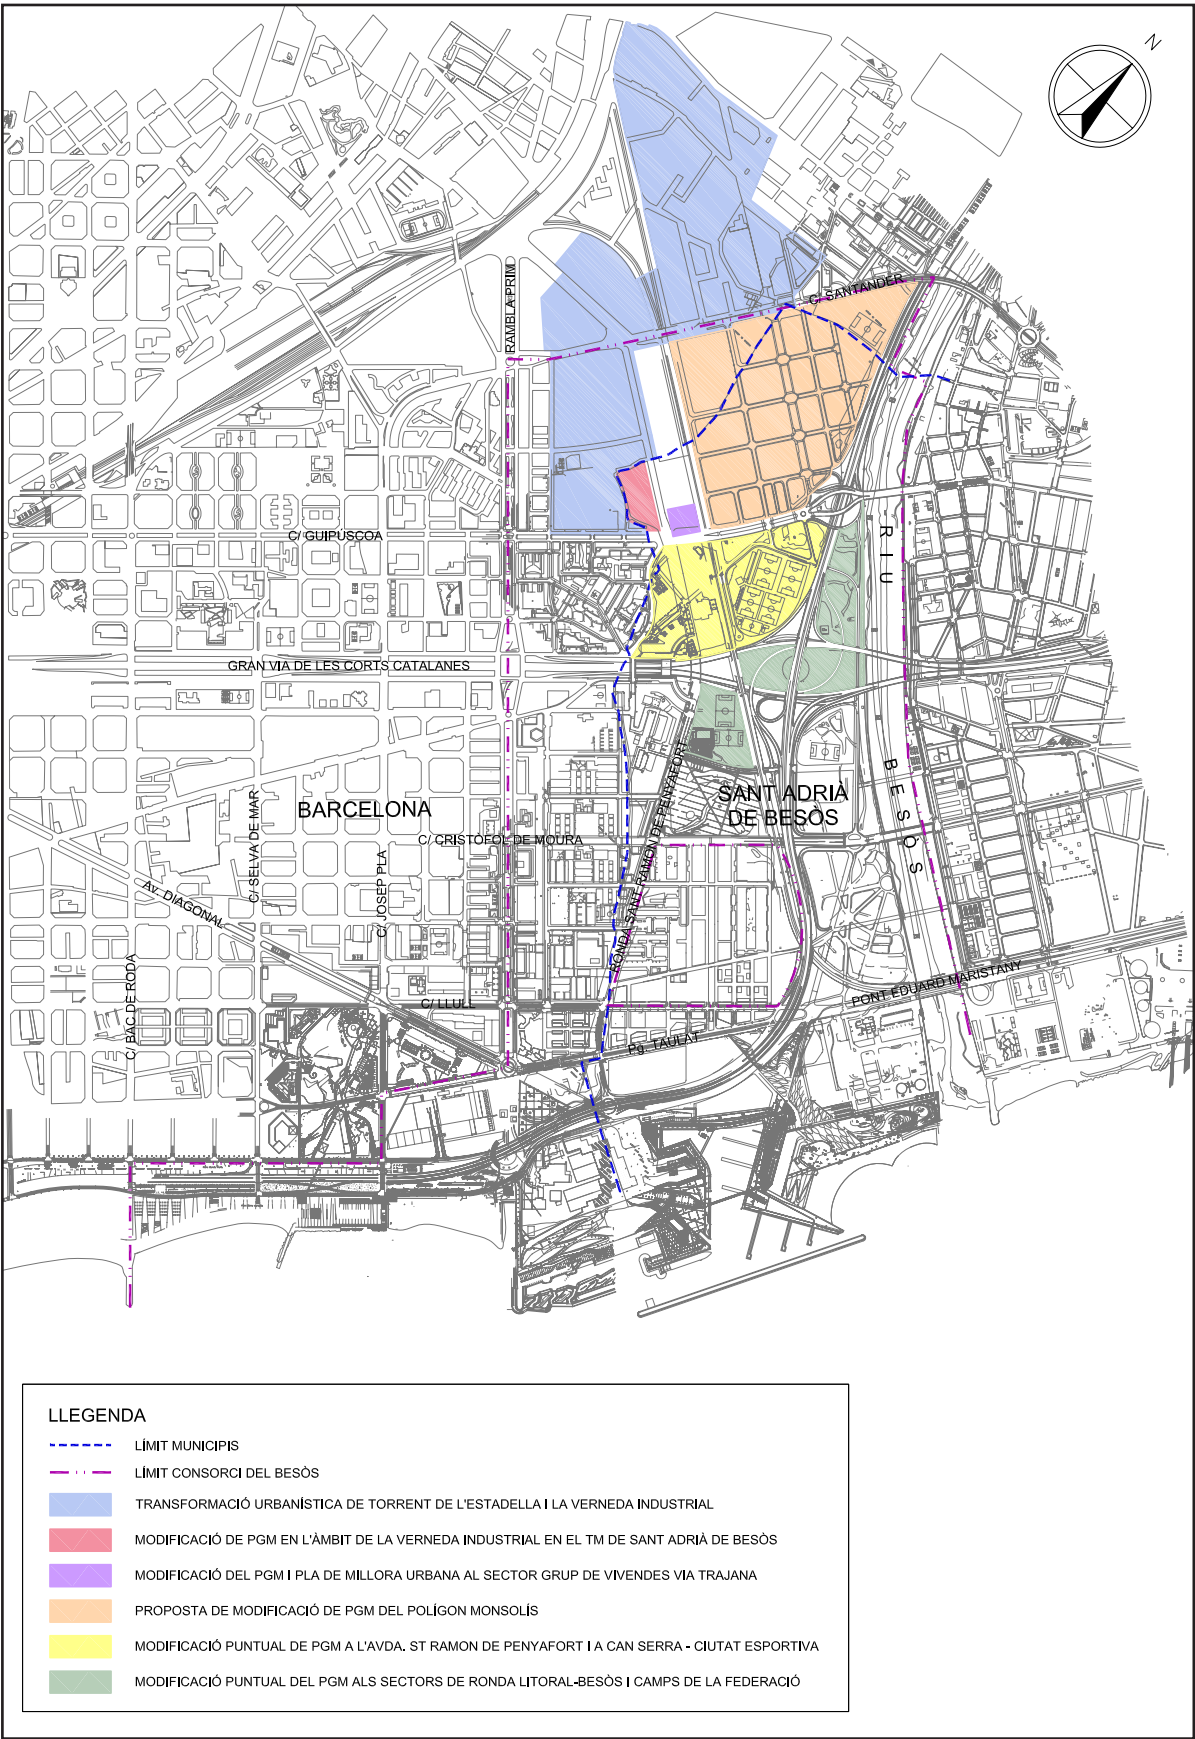 N
C/ SANTANDER
RAMBLA PRIM
C/ GUIPUSCOA
RIU
GRAN VIA DE LES CORTS CATALANES
BESÒS
BARCELONA
SANT ADRIÀ
DE BESÒS
C/ SELVA DE MAR
C/ CRISTÒFOL DE MOURA
C/ JOSEP PLA
RONDA SANT RAMON DE PENYAFORT
Av. DIAGONAL
C/ BAC DE RODA
C/ LLULL
PONT EDUARD MARISTANY
Pg. TAULAT
LLEGENDA
LÍMIT MUNICIPIS
LÍMIT CONSORCI DEL BESÒS
TRANSFORMACIÓ URBANÍSTICA DE TORRENT DE L'ESTADELLA I LA VERNEDA INDUSTRIAL
MODIFICACIÓ DE PGM EN L'ÀMBIT DE LA VERNEDA INDUSTRIAL EN EL TM DE SANT ADRIÀ DE BESÒS
MODIFICACIÓ DEL PGM I PLA DE MILLORA URBANA AL SECTOR GRUP DE VIVENDES VIA TRAJANA
PROPOSTA DE MODIFICACIÓ DE PGM DEL POLÍGON MONSOLÍS
MODIFICACIÓ PUNTUAL DE PGM A L'AVDA. ST RAMON DE PENYAFORT I A CAN SERRA - CIUTAT ESPORTIVA
MODIFICACIÓ PUNTUAL DEL PGM ALS SECTORS DE RONDA LITORAL-BESÒS I CAMPS DE LA FEDERACIÓ